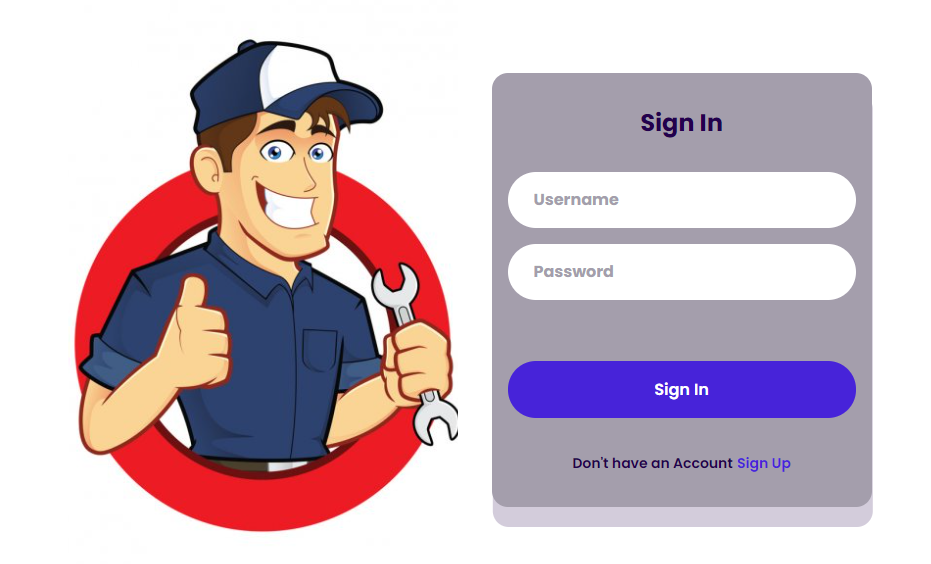 Sign In
Username
Password
Sign In
Don't have an Account Sign Up